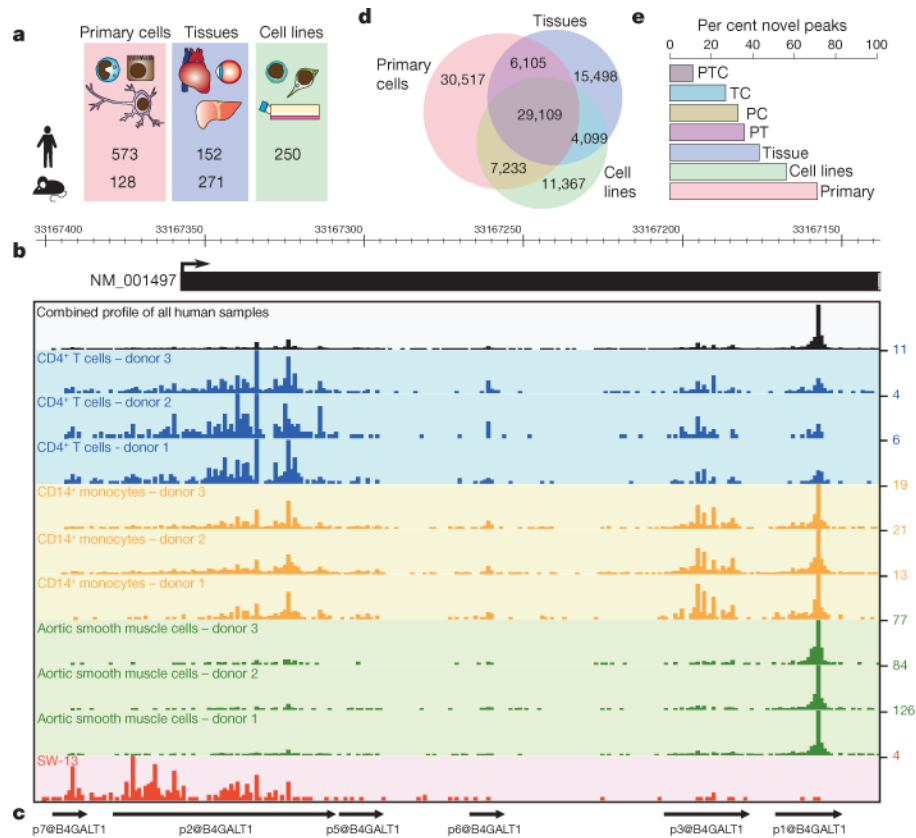 a
Primary cells
Tissues
Cell lines
573
152
250
128
271
d
Tissues
Primary
cells
30,517
6,105
15,498
29,109
4,099
7,233
11,367
Cell
lines
e
Per cent novel peaks
0 20 40 60 80 100
PTC
TC
PC
PT
Tissue
Cell lines
Primary
33167400 33167350 33167300 33167250 33167200 33167150
b
NM_001497
Combined profile of all human samples
11
CD4⁺ T cells – donor 3
4
CD4⁺ T cells – donor 2
6
CD4⁺ T cells - donor 1
19
CD14⁺ monocytes – donor 3
21
CD14⁺ monocytes – donor 2
13
CD14⁺ monocytes – donor 1
77
Aortic smooth muscle cells – donor 3
84
Aortic smooth muscle cells – donor 2
126
Aortic smooth muscle cells – donor 1
4
SW-13
c
p7@B4GALT1 p2@B4GALT1 p5@B4GALT1 p6@B4GALT1 p3@B4GALT1 p1@B4GALT1